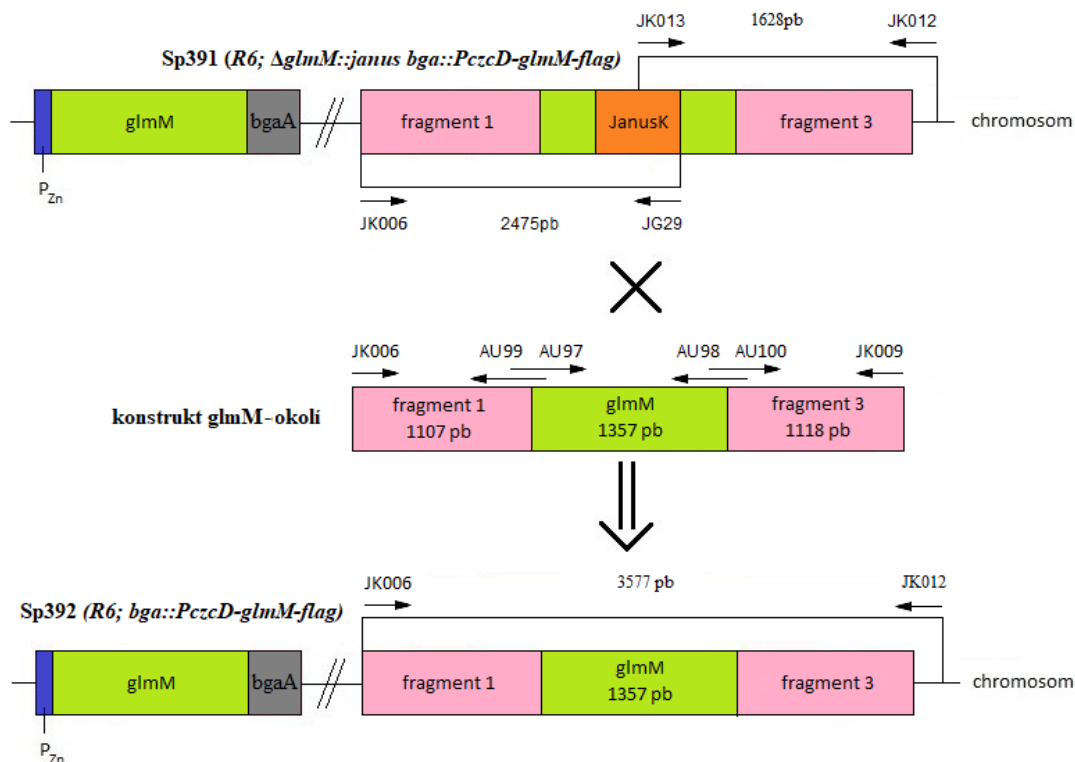 JK013 1628pb JK012
Sp391 (R6; ΔglmM::janus bga::PczcD-glmM-flag)
glmM bgaA fragment 1 JanusK fragment 3 chromosom
PZn
JK006 2475pb JG29
JK006 AU99 AU97 AU98 AU100 JK009
konstrukt glmM-okolí
fragment 1 glmM fragment 3
1107 pb 1357 pb 1118 pb
JK006 3577 pb JK012
Sp392 (R6; bga::PczcD-glmM-flag)
glmM bgaA fragment 1 glmM fragment 3 chromosom
1357 pb
PZn